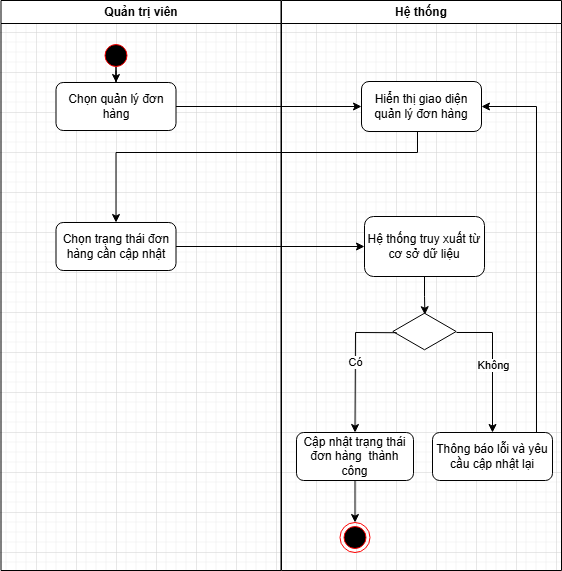 Quản trị viên
Hệ thống
Chọn quản lý đơn
hàng
Hiển thị giao diện
quản lý đơn hàng
Chọn trạng thái đơn
hàng cần cập nhật
Hệ thống truy xuất từ
cơ sở dữ liệu
Có
Không
Cập nhật trạng thái
đơn hàng thành
công
Thông báo lỗi và yêu
cầu cập nhật lại